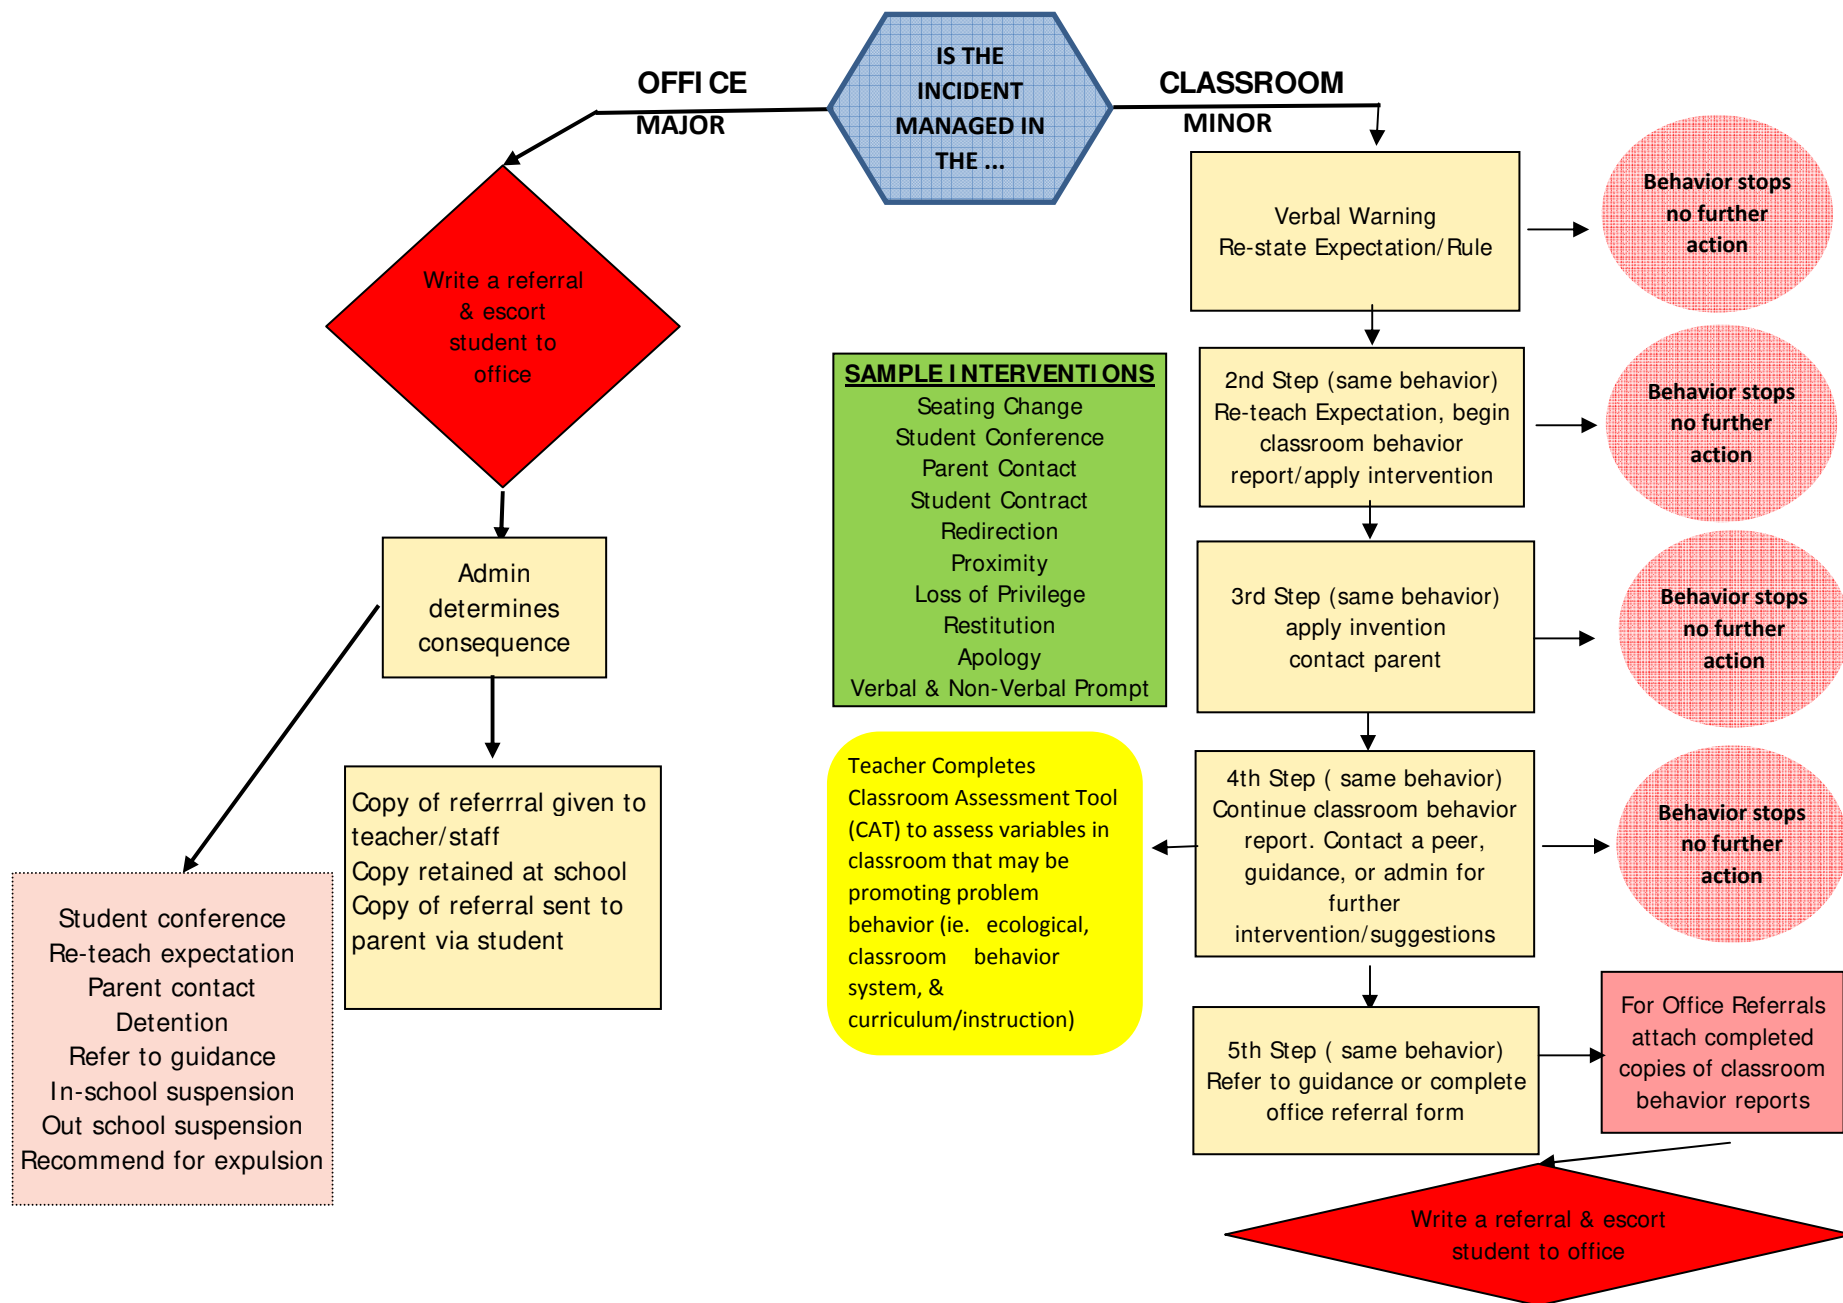 IS THE
INCIDENT
MANAGED IN
THE ...
OFFICE
MAJOR
CLASSROOM
MINOR
Write a referral
& escort
student to
office
Admin
determines
consequence
Copy of referrral given to
teacher/staff
Copy retained at school
Copy of referral sent to
parent via student
Student conference
Re-teach expectation
Parent contact
Detention
Refer to guidance
In-school suspension
Out school suspension
Recommend for expulsion
SAMPLE INTERVENTIONS
Seating Change
Student Conference
Parent Contact
Student Contract
Redirection
Proximity
Loss of Privilege
Restitution
Apology
Verbal & Non-Verbal Prompt
Teacher Completes
Classroom Assessment Tool
(CAT) to assess variables in
classroom that may be
promoting problem
behavior (ie. ecological,
classroom behavior
system, &
curriculum/instruction)
Verbal Warning
Re-state Expectation/Rule
Behavior stops
no further
action
2nd Step (same behavior)
Re-teach Expectation, begin
classroom behavior
report/apply intervention
Behavior stops
no further
action
3rd Step (same behavior)
apply invention
contact parent
Behavior stops
no further
action
4th Step ( same behavior)
Continue classroom behavior
report. Contact a peer,
guidance, or admin for
further
intervention/suggestions
Behavior stops
no further
action
5th Step ( same behavior)
Refer to guidance or complete
office referral form
For Office Referrals
attach completed
copies of classroom
behavior reports
Write a referral & escort
student to office